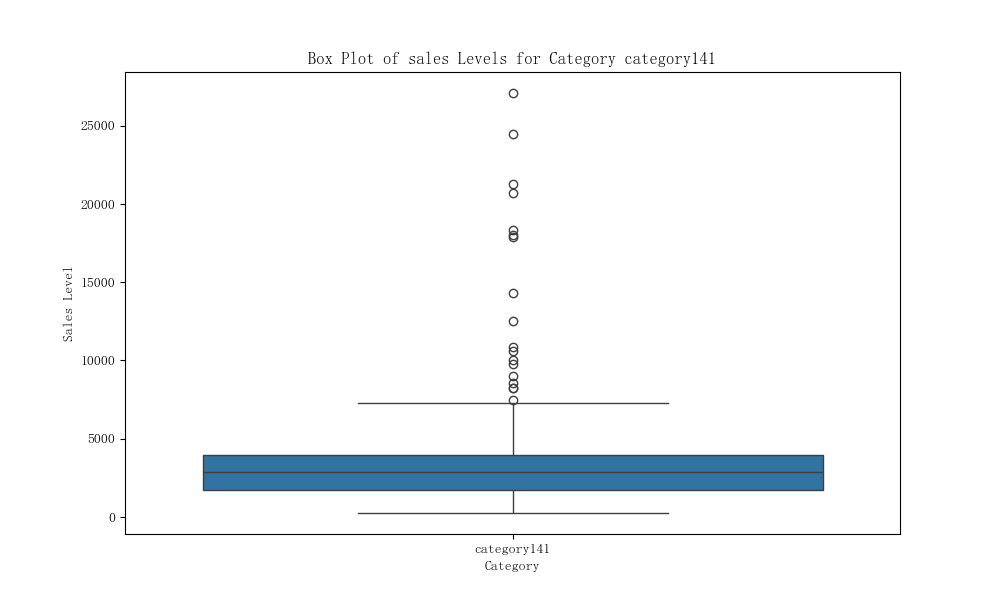 Box Plot of sales Levels for Category category141
25000
20000
15000
10000
5000
0
Sales Level
category141
Category